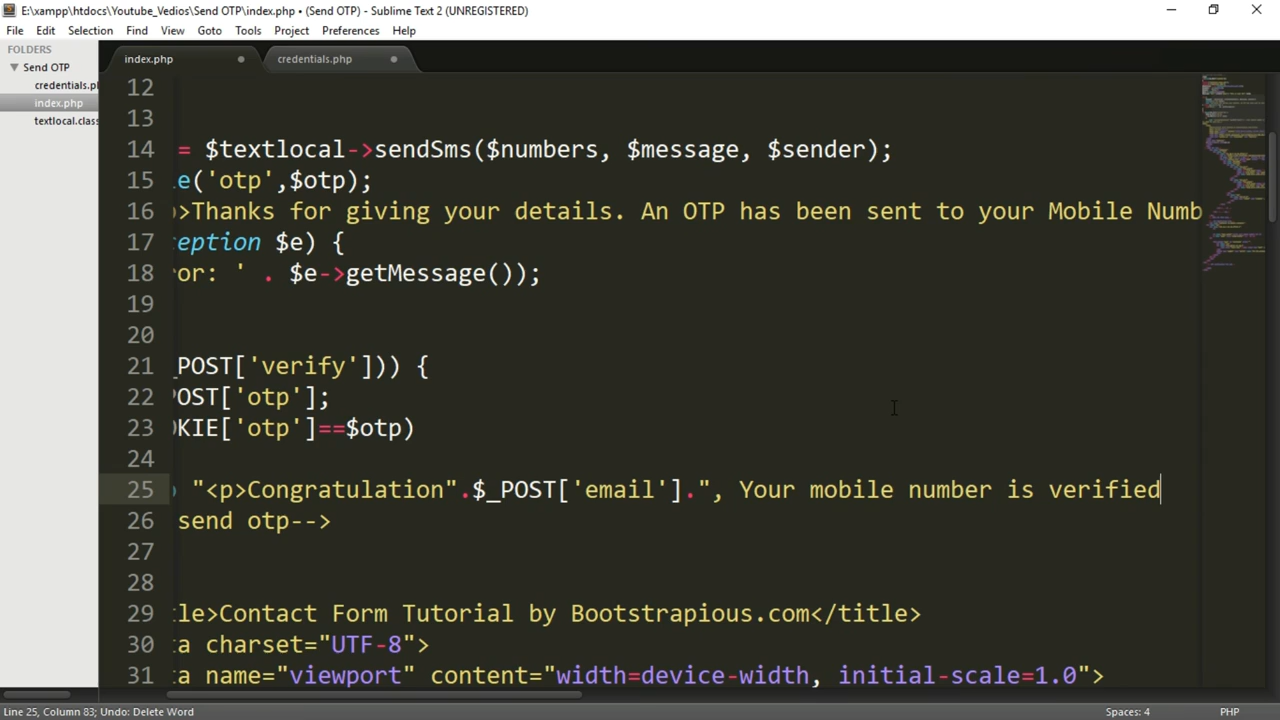 E:\xampp\htdocs\Youtube_Vedios\Send OTP\index.php • (Send OTP) - Sublime Text 2 (UNREGISTERED)
File Edit Selection Find View Goto Tools Project Preferences Help
FOLDERS
Send OTP
credentials.pl
index.php
textlocal.class
index.php credentials.php
12
13
14 = $textlocal->sendSms($numbers, $message, $sender);
15 e('otp',$otp);
16 >Thanks for giving your details. An OTP has been sent to your Mobile Numb
17 eption $e) {
18 ror: ' . $e->getMessage());
19
20
21 _POST['verify'])) {
22 POST['otp'];
23 KIE['otp']==$otp)
24
25 "<p>Congratulation".$_POST['email'].", Your mobile number is verified
26 send otp-->
27
28
29 tle>Contact Form Tutorial by Bootstrapious.com</title>
30 ta charset="UTF-8">
31 ta name="viewport" content="width=device-width, initial-scale=1.0">
Line 25, Column 83; Undo: Delete Word Spaces: 4 PHP